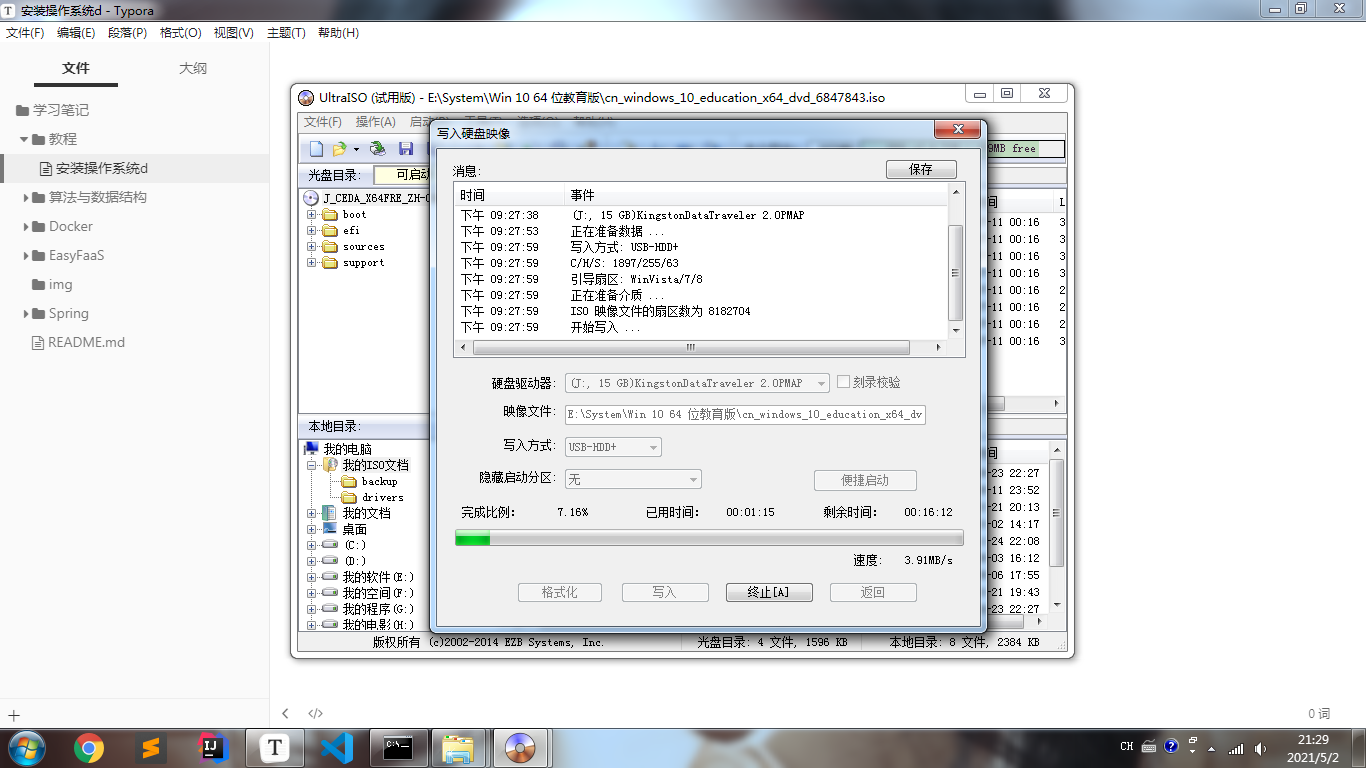 安装操作系统d - Typora
文件(F) 编辑(E) 段落(P) 格式(O) 视图(V) 主题(T) 帮助(H)
文件 大纲
学习笔记
教程
安装操作系统d
算法与数据结构
Docker
EasyFaaS
img
Spring
README.md
UltraISO (试用版) - E:\System\Win 10 64 位教育版\cn_windows_10_education_x64_dvd_6847843.iso
文件(F) 操作(A) 启动
9MB free
光盘目录: 可启动
J_CEDA_X64FRE_ZH-C
boot
efi
sources
support
间 L
-11 00:16 3
-11 00:16 3
-11 00:16 3
-11 00:16 3
-11 00:16 2
-11 00:16 2
-11 00:16 2
-11 00:16 3
写入硬盘映像
消息:
保存
时间 事件
下午 09:27:38 (J:, 15 GB)KingstonDataTraveler 2.0PMAP
下午 09:27:53 正在准备数据 ...
下午 09:27:59 写入方式: USB-HDD+
下午 09:27:59 C/H/S: 1897/255/63
下午 09:27:59 引导扇区: WinVista/7/8
下午 09:27:59 正在准备介质 ...
下午 09:27:59 ISO 映像文件的扇区数为 8182704
下午 09:27:59 开始写入 ...
硬盘驱动器: (J:, 15 GB)KingstonDataTraveler 2.0PMAP 刻录校验
映像文件: E:\System\Win 10 64 位教育版\cn_windows_10_education_x64_dv
写入方式: USB-HDD+
隐藏启动分区: 无 便捷启动
完成比例: 7.16% 已用时间: 00:01:15 剩余时间: 00:16:12
速度: 3.91MB/s
格式化 写入 终止[A] 返回
本地目录:
我的电脑
我的ISO文档
backup
drivers
我的文档
桌面
(C:)
(D:)
我的软件(E:)
我的空间(F:)
我的程序(G:)
我的电影(H:)
间
-23 22:27
-11 23:52
-21 20:13
-02 14:17
-24 22:08
-03 16:12
-06 17:55
-21 19:43
-23 22:27
版权所有 (c)2002-2014 EZB Systems, Inc. 光盘目录: 4 文件, 1596 KB 本地目录: 8 文件, 2384 KB
0 词
CH
21:29
2021/5/2